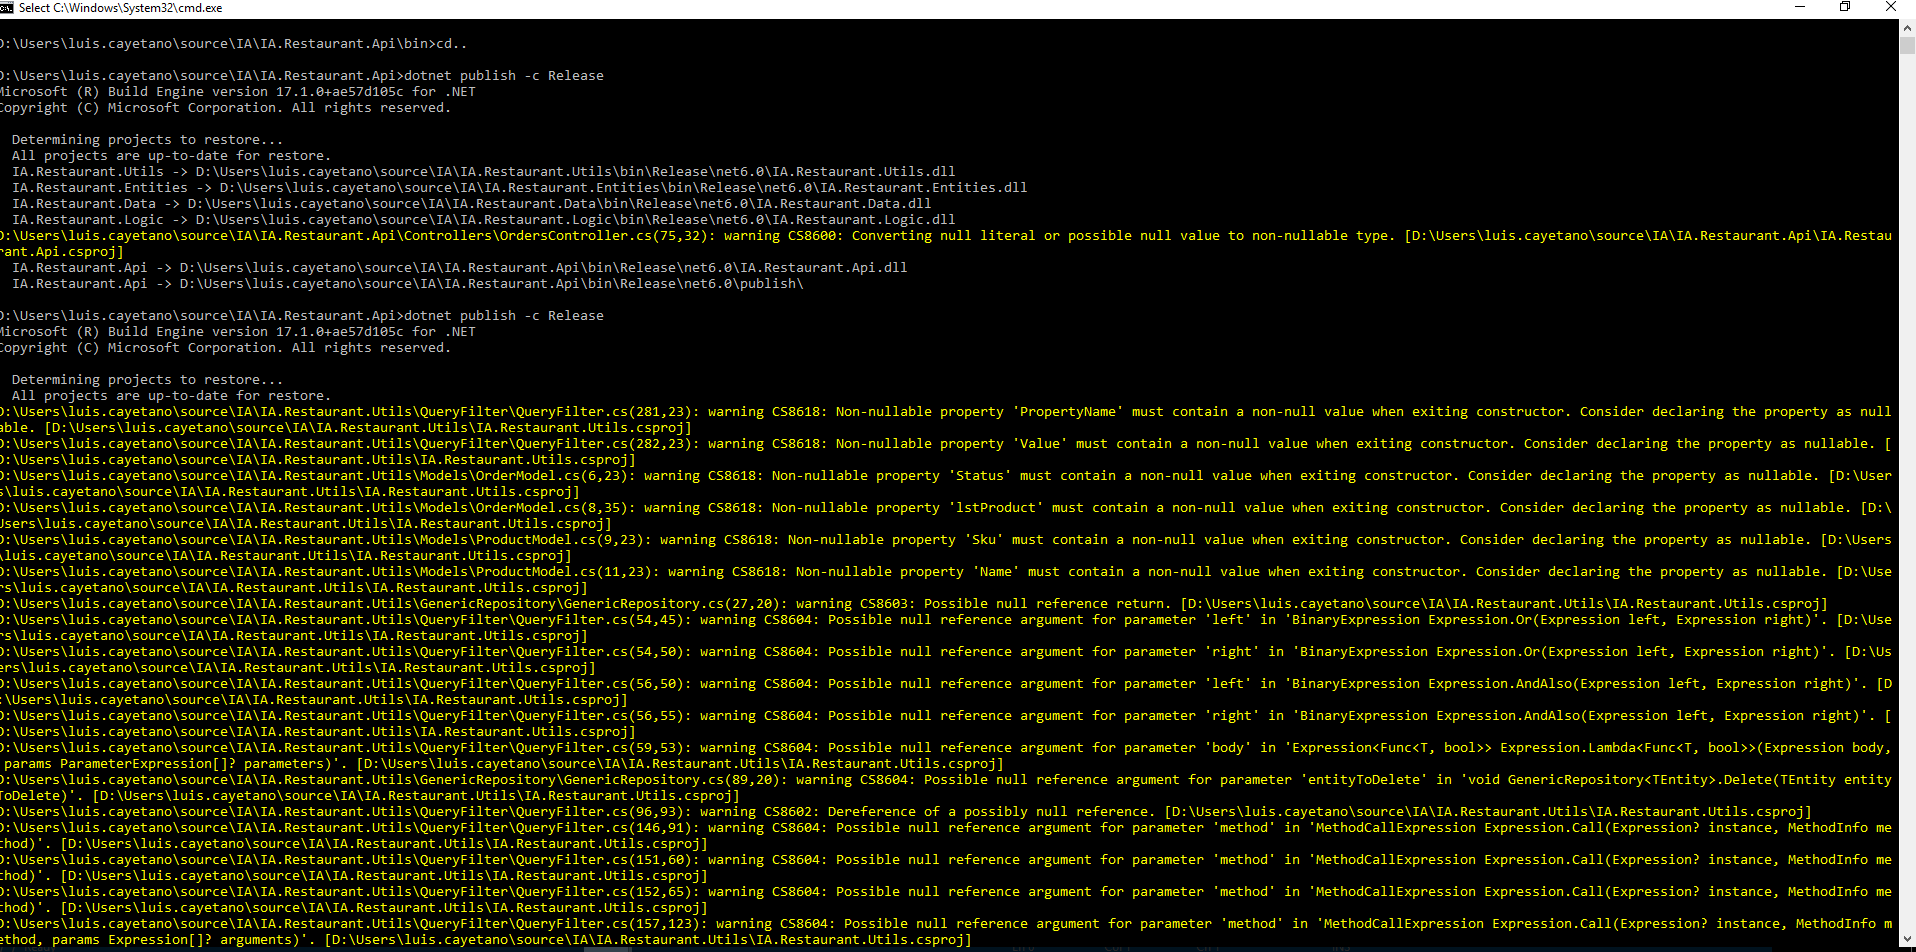 Select C:\Windows\System32\cmd.exe
D:\Users\luis.cayetano\source\IA\IA.Restaurant.Api\bin>cd..
D:\Users\luis.cayetano\source\IA\IA.Restaurant.Api>dotnet publish -c Release
Microsoft (R) Build Engine version 17.1.0+ae57d105c for .NET
Copyright (C) Microsoft Corporation. All rights reserved.
Determining projects to restore...
All projects are up-to-date for restore.
IA.Restaurant.Utils -> D:\Users\luis.cayetano\source\IA\IA.Restaurant.Utils\bin\Release\net6.0\IA.Restaurant.Utils.dll
IA.Restaurant.Entities -> D:\Users\luis.cayetano\source\IA\IA.Restaurant.Entities\bin\Release\net6.0\IA.Restaurant.Entities.dll
IA.Restaurant.Data -> D:\Users\luis.cayetano\source\IA\IA.Restaurant.Data\bin\Release\net6.0\IA.Restaurant.Data.dll
IA.Restaurant.Logic -> D:\Users\luis.cayetano\source\IA\IA.Restaurant.Logic\bin\Release\net6.0\IA.Restaurant.Logic.dll
D:\Users\luis.cayetano\source\IA\IA.Restaurant.Api\Controllers\OrdersController.cs(75,32): warning CS8600: Converting null literal or possible null value to non-nullable type. [D:\Users\luis.cayetano\source\IA\IA.Restaurant.Api\IA.Restau
rant.Api.csproj]
IA.Restaurant.Api -> D:\Users\luis.cayetano\source\IA\IA.Restaurant.Api\bin\Release\net6.0\IA.Restaurant.Api.dll
IA.Restaurant.Api -> D:\Users\luis.cayetano\source\IA\IA.Restaurant.Api\bin\Release\net6.0\publish\
D:\Users\luis.cayetano\source\IA\IA.Restaurant.Api>dotnet publish -c Release
Microsoft (R) Build Engine version 17.1.0+ae57d105c for .NET
Copyright (C) Microsoft Corporation. All rights reserved.
Determining projects to restore...
All projects are up-to-date for restore.
D:\Users\luis.cayetano\source\IA\IA.Restaurant.Utils\QueryFilter\QueryFilter.cs(281,23): warning CS8618: Non-nullable property 'PropertyName' must contain a non-null value when exiting constructor. Consider declaring the property as null
able. [D:\Users\luis.cayetano\source\IA\IA.Restaurant.Utils\IA.Restaurant.Utils.csproj]
D:\Users\luis.cayetano\source\IA\IA.Restaurant.Utils\QueryFilter\QueryFilter.cs(282,23): warning CS8618: Non-nullable property 'Value' must contain a non-null value when exiting constructor. Consider declaring the property as nullable. [
D:\Users\luis.cayetano\source\IA\IA.Restaurant.Utils\IA.Restaurant.Utils.csproj]
D:\Users\luis.cayetano\source\IA\IA.Restaurant.Utils\Models\OrderModel.cs(6,23): warning CS8618: Non-nullable property 'Status' must contain a non-null value when exiting constructor. Consider declaring the property as nullable. [D:\User
s\luis.cayetano\source\IA\IA.Restaurant.Utils\IA.Restaurant.Utils.csproj]
D:\Users\luis.cayetano\source\IA\IA.Restaurant.Utils\Models\OrderModel.cs(8,35): warning CS8618: Non-nullable property 'lstProduct' must contain a non-null value when exiting constructor. Consider declaring the property as nullable. [D:\
Users\luis.cayetano\source\IA\IA.Restaurant.Utils\IA.Restaurant.Utils.csproj]
D:\Users\luis.cayetano\source\IA\IA.Restaurant.Utils\Models\ProductModel.cs(9,23): warning CS8618: Non-nullable property 'Sku' must contain a non-null value when exiting constructor. Consider declaring the property as nullable. [D:\Users
\luis.cayetano\source\IA\IA.Restaurant.Utils\IA.Restaurant.Utils.csproj]
D:\Users\luis.cayetano\source\IA\IA.Restaurant.Utils\Models\ProductModel.cs(11,23): warning CS8618: Non-nullable property 'Name' must contain a non-null value when exiting constructor. Consider declaring the property as nullable. [D:\Use
rs\luis.cayetano\source\IA\IA.Restaurant.Utils\IA.Restaurant.Utils.csproj]
D:\Users\luis.cayetano\source\IA\IA.Restaurant.Utils\GenericRepository\GenericRepository.cs(27,20): warning CS8603: Possible null reference return. [D:\Users\luis.cayetano\source\IA\IA.Restaurant.Utils\IA.Restaurant.Utils.csproj]
D:\Users\luis.cayetano\source\IA\IA.Restaurant.Utils\QueryFilter\QueryFilter.cs(54,45): warning CS8604: Possible null reference argument for parameter 'left' in 'BinaryExpression Expression.Or(Expression left, Expression right)'. [D:\Use
rs\luis.cayetano\source\IA\IA.Restaurant.Utils\IA.Restaurant.Utils.csproj]
D:\Users\luis.cayetano\source\IA\IA.Restaurant.Utils\QueryFilter\QueryFilter.cs(54,50): warning CS8604: Possible null reference argument for parameter 'right' in 'BinaryExpression Expression.Or(Expression left, Expression right)'. [D:\Us
ers\luis.cayetano\source\IA\IA.Restaurant.Utils\IA.Restaurant.Utils.csproj]
D:\Users\luis.cayetano\source\IA\IA.Restaurant.Utils\QueryFilter\QueryFilter.cs(56,50): warning CS8604: Possible null reference argument for parameter 'left' in 'BinaryExpression Expression.AndAlso(Expression left, Expression right)'. [D
:\Users\luis.cayetano\source\IA\IA.Restaurant.Utils\IA.Restaurant.Utils.csproj]
D:\Users\luis.cayetano\source\IA\IA.Restaurant.Utils\QueryFilter\QueryFilter.cs(56,55): warning CS8604: Possible null reference argument for parameter 'right' in 'BinaryExpression Expression.AndAlso(Expression left, Expression right)'. [
D:\Users\luis.cayetano\source\IA\IA.Restaurant.Utils\IA.Restaurant.Utils.csproj]
D:\Users\luis.cayetano\source\IA\IA.Restaurant.Utils\QueryFilter\QueryFilter.cs(59,53): warning CS8604: Possible null reference argument for parameter 'body' in 'Expression<Func<T, bool>> Expression.Lambda<Func<T, bool>>(Expression body,
params ParameterExpression[]? parameters)'. [D:\Users\luis.cayetano\source\IA\IA.Restaurant.Utils\IA.Restaurant.Utils.csproj]
D:\Users\luis.cayetano\source\IA\IA.Restaurant.Utils\GenericRepository\GenericRepository.cs(89,20): warning CS8604: Possible null reference argument for parameter 'entityToDelete' in 'void GenericRepository<TEntity>.Delete(TEntity entity
ToDelete)'. [D:\Users\luis.cayetano\source\IA\IA.Restaurant.Utils\IA.Restaurant.Utils.csproj]
D:\Users\luis.cayetano\source\IA\IA.Restaurant.Utils\QueryFilter\QueryFilter.cs(96,93): warning CS8602: Dereference of a possibly null reference. [D:\Users\luis.cayetano\source\IA\IA.Restaurant.Utils\IA.Restaurant.Utils.csproj]
D:\Users\luis.cayetano\source\IA\IA.Restaurant.Utils\QueryFilter\QueryFilter.cs(146,91): warning CS8604: Possible null reference argument for parameter 'method' in 'MethodCallExpression Expression.Call(Expression? instance, MethodInfo me
thod)'. [D:\Users\luis.cayetano\source\IA\IA.Restaurant.Utils\IA.Restaurant.Utils.csproj]
D:\Users\luis.cayetano\source\IA\IA.Restaurant.Utils\QueryFilter\QueryFilter.cs(151,60): warning CS8604: Possible null reference argument for parameter 'method' in 'MethodCallExpression Expression.Call(Expression? instance, MethodInfo me
thod)'. [D:\Users\luis.cayetano\source\IA\IA.Restaurant.Utils\IA.Restaurant.Utils.csproj]
D:\Users\luis.cayetano\source\IA\IA.Restaurant.Utils\QueryFilter\QueryFilter.cs(152,65): warning CS8604: Possible null reference argument for parameter 'method' in 'MethodCallExpression Expression.Call(Expression? instance, MethodInfo me
thod)'. [D:\Users\luis.cayetano\source\IA\IA.Restaurant.Utils\IA.Restaurant.Utils.csproj]
D:\Users\luis.cayetano\source\IA\IA.Restaurant.Utils\QueryFilter\QueryFilter.cs(157,123): warning CS8604: Possible null reference argument for parameter 'method' in 'MethodCallExpression Expression.Call(Expression? instance, MethodInfo m
ethod, params Expression[]? arguments)'. [D:\Users\luis.cayetano\source\IA\IA.Restaurant.Utils\IA.Restaurant.Utils.csproj]